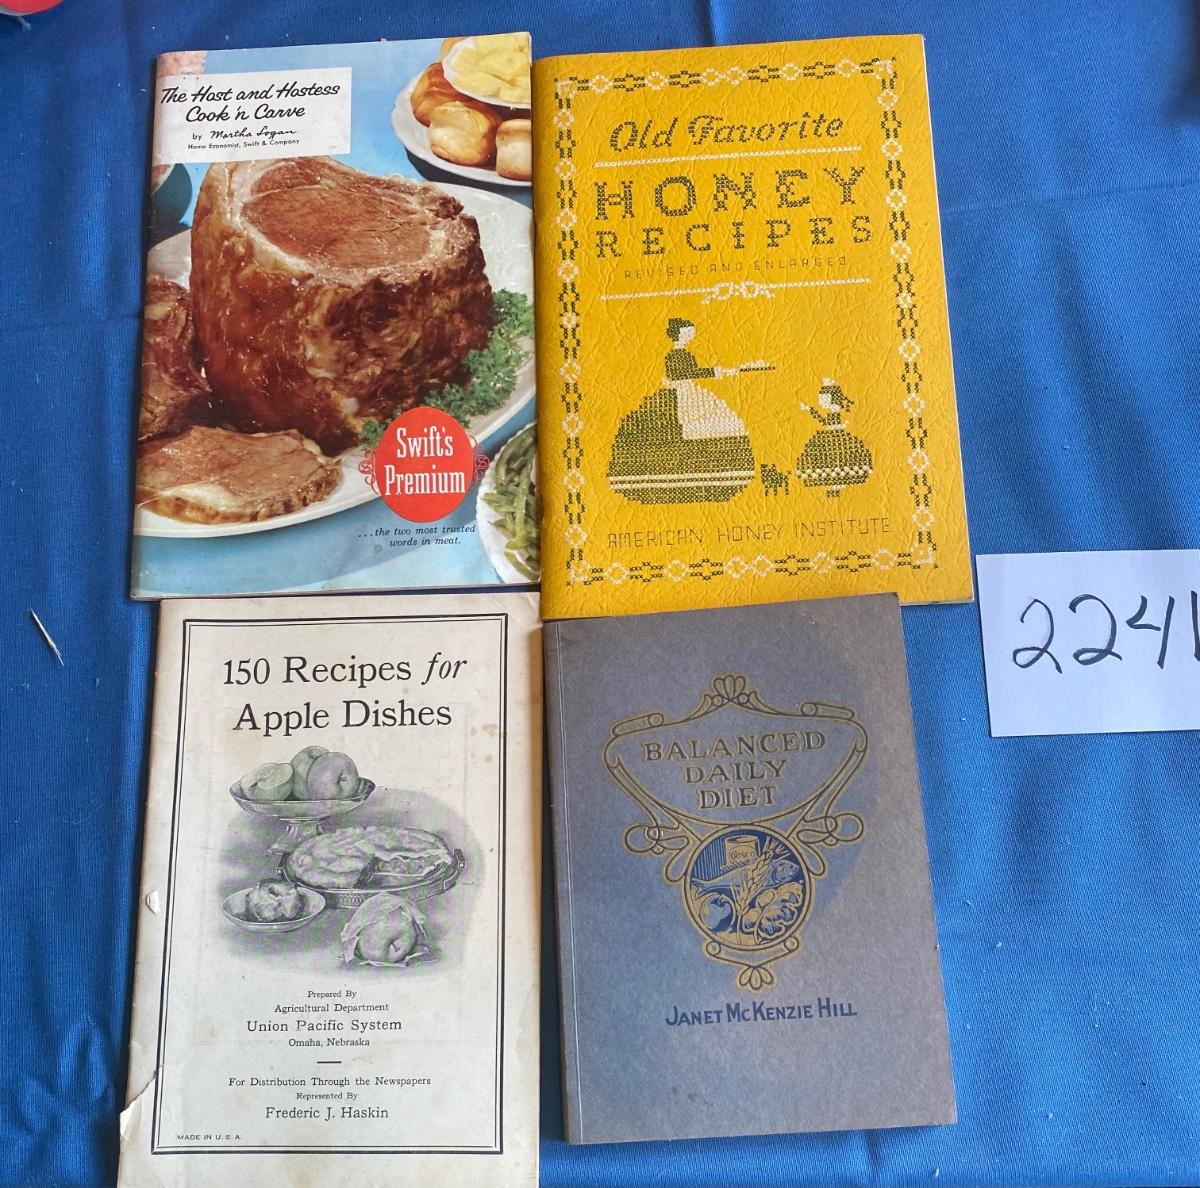 The Host and Hostess
Cook 'n Carve
by Martha Logan
Home Economist, Swift & Company
Swift's
Premium
...the two most trusted
words in meat.
Old Favorite
HONEY
RECIPES
REVISED AND ENLARGED
AMERICAN HONEY INSTITUTE
2241
150 Recipes for
Apple Dishes
Prepared By
Agricultural Department
Union Pacific System
Omaha, Nebraska
For Distribution Through the Newspapers
Represented By
Frederic J. Haskin
MADE IN U.S.A.
BALANCED
DAILY
DIET
CRISCO
JANET MCKENZIE HILL